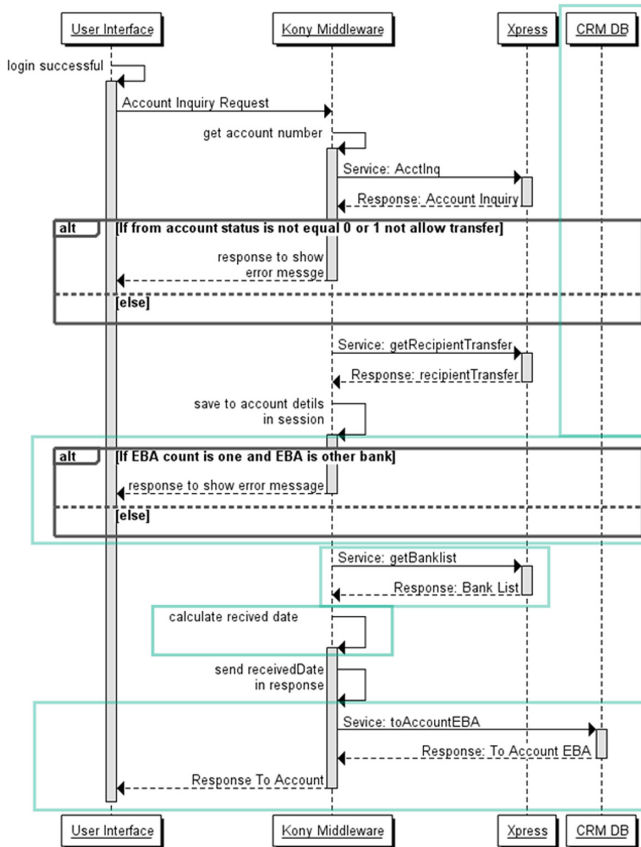 User Interface
Kony Middleware
Xpress
CRM DB
login successful
Account Inquiry Request
get account number
Service: AcctInq
Response: Account Inquiry
alt
[If from account status is not equal 0 or 1 not allow transfer]
response to show
error messge
[else]
Service: getRecipientTransfer
Response: recipientTransfer
save to account detils
in session
alt
[If EBA count is one and EBA is other bank]
response to show error message
[else]
Service: getBanklist
Response: Bank List
calculate recived date
send receivedDate
in response
Sevice: toAccountEBA
Response: To Account EBA
Response To Account
User Interface
Kony Middleware
Xpress
CRM DB